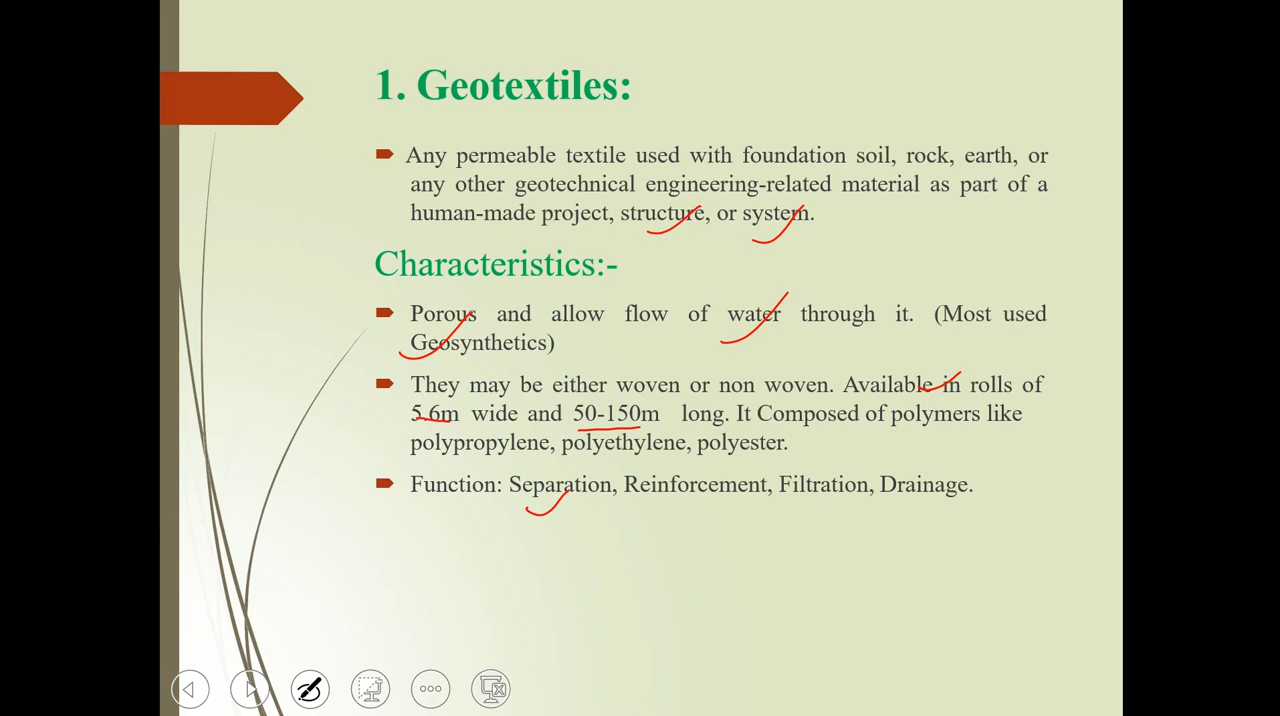 1. Geotextiles:
Any permeable textile used with foundation soil, rock, earth, or
any other geotechnical engineering-related material as part of a
human-made project, structure, or system.
Characteristics:-
Porous and allow flow of water through it. (Most used
Geosynthetics)
They may be either woven or non woven. Available in rolls of
5.6m wide and 50-150m long. It Composed of polymers like
polypropylene, polyethylene, polyester.
Function: Separation, Reinforcement, Filtration, Drainage.